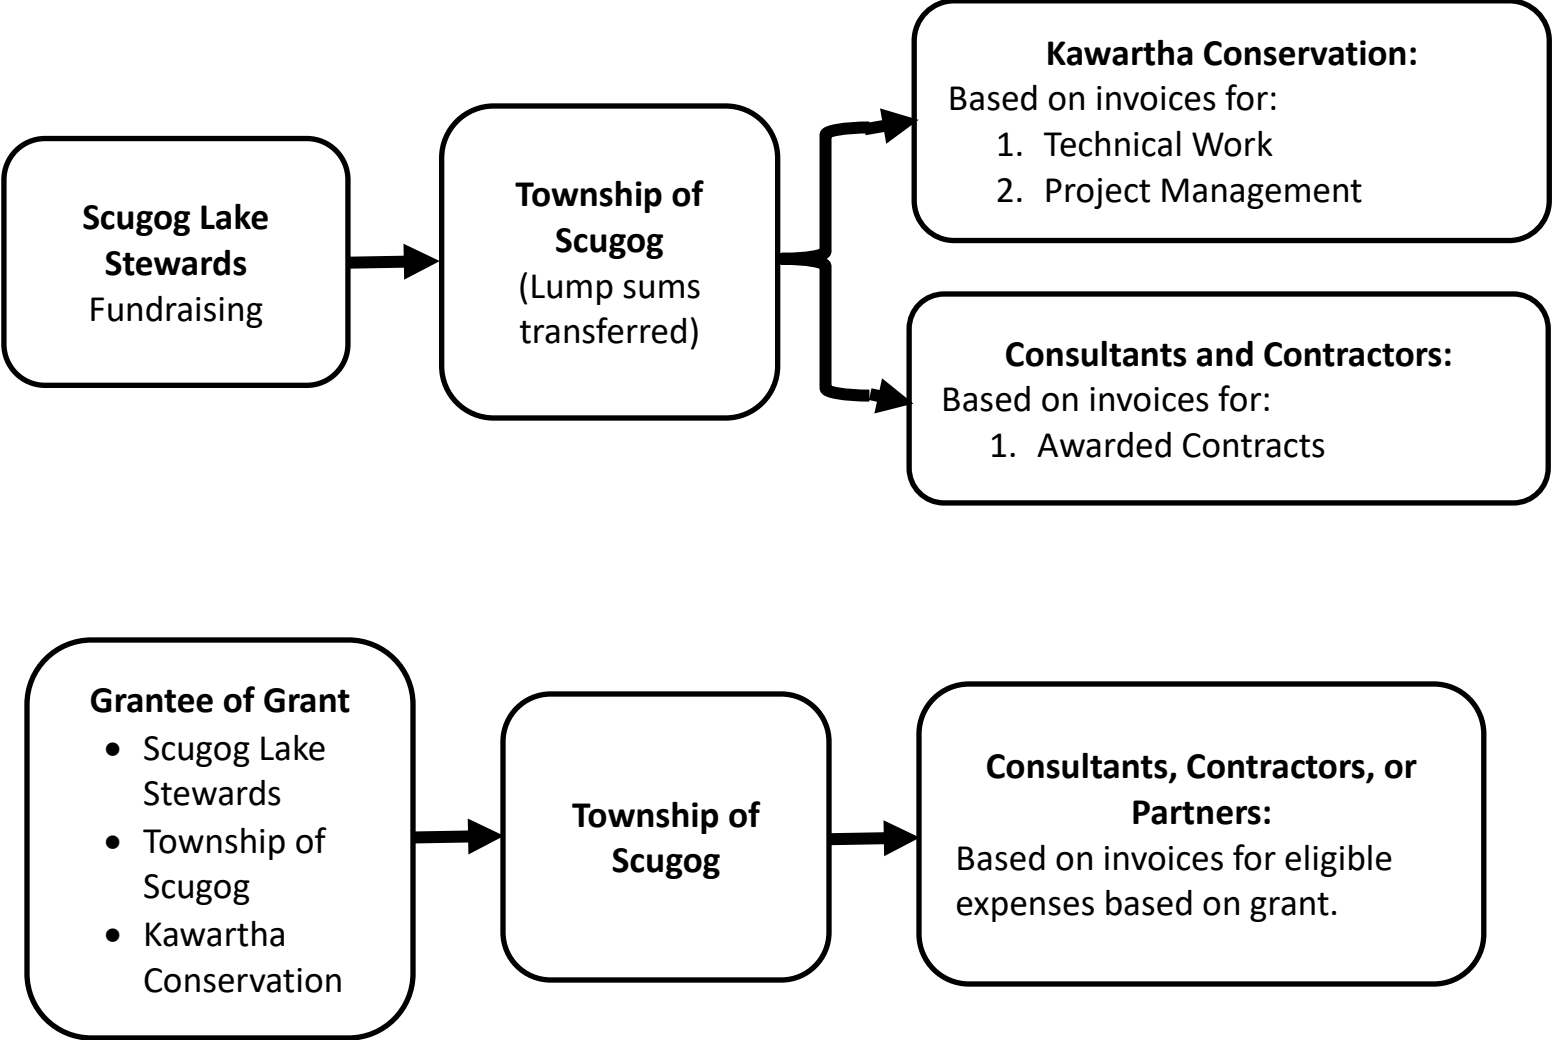 Scugog Lake
Stewards
Fundraising
Township of
Scugog
(Lump sums
transferred)
Kawartha Conservation:
Based on invoices for:
1. Technical Work
2. Project Management
Consultants and Contractors:
Based on invoices for:
1. Awarded Contracts
Grantee of Grant
• Scugog Lake
Stewards
• Township of
Scugog
• Kawartha
Conservation
Township of
Scugog
Consultants, Contractors, or
Partners:
Based on invoices for eligible
expenses based on grant.